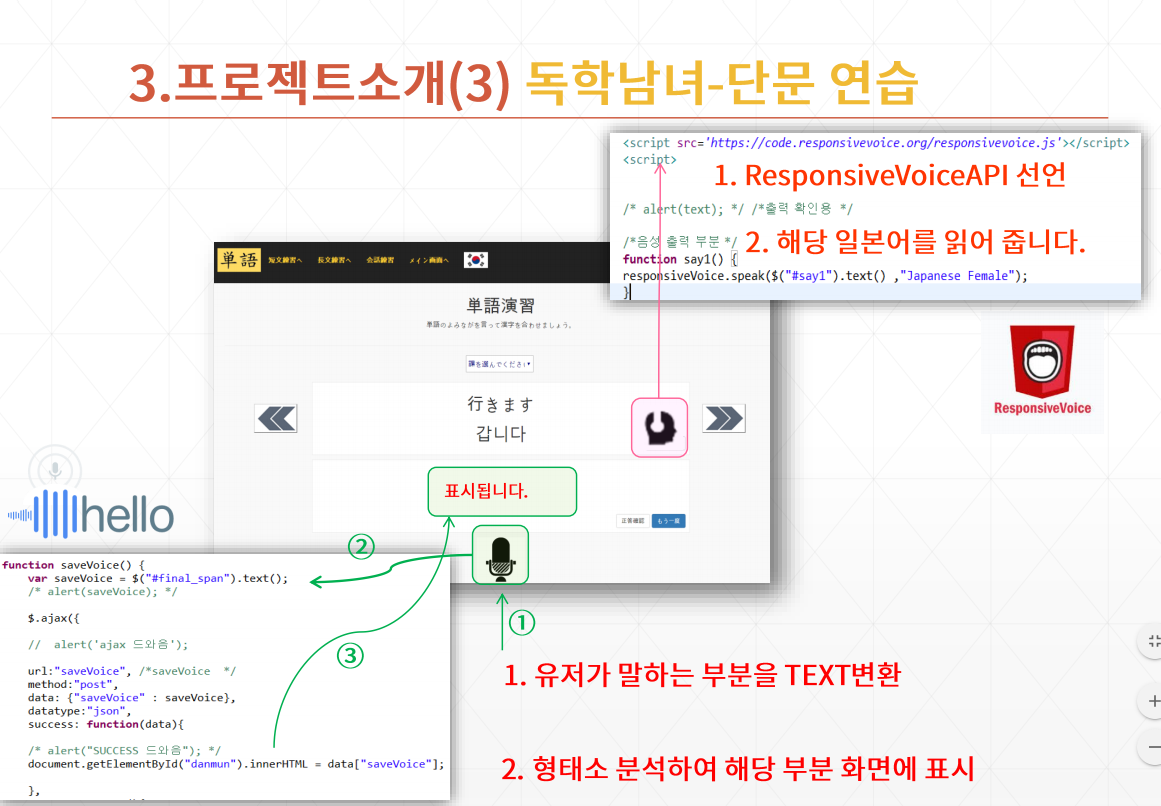 3.프로젝트소개(3) 독학남녀-단문 연습
<script src='https://code.responsivevoice.org/responsivevoice.js'></script>
<script>
1. ResponsiveVoiceAPI 선언
/* alert(text); */ /*출력 확인용 */
/*음성 출력 부분 */
2. 해당 일본어를 읽어 줍니다.
function say1() {
responsiveVoice.speak($("#say1").text() ,"Japanese Female");
}
単語 短文練習へ 長文練習へ 会話練習 メイン画面へ
単語演習
単語のよみながを言って漢字を合わせましょう。
課を選んでください
行きます
갑니다
ResponsiveVoice
표시됩니다.
正答確認 もう一度
hello
②
function saveVoice() {
var saveVoice = $("#final_span").text();
/* alert(saveVoice); */
$.ajax({
// alert('ajax 드와음');
url:"saveVoice", /*saveVoice */
method:"post",
data: {"saveVoice" : saveVoice},
datatype:"json",
success: function(data){
/* alert("SUCCESS 드와음"); */
document.getElementById("danmun").innerHTML = data["saveVoice"];
},
①
③
1. 유저가 말하는 부분을 TEXT변환
2. 형태소 분석하여 해당 부분 화면에 표시